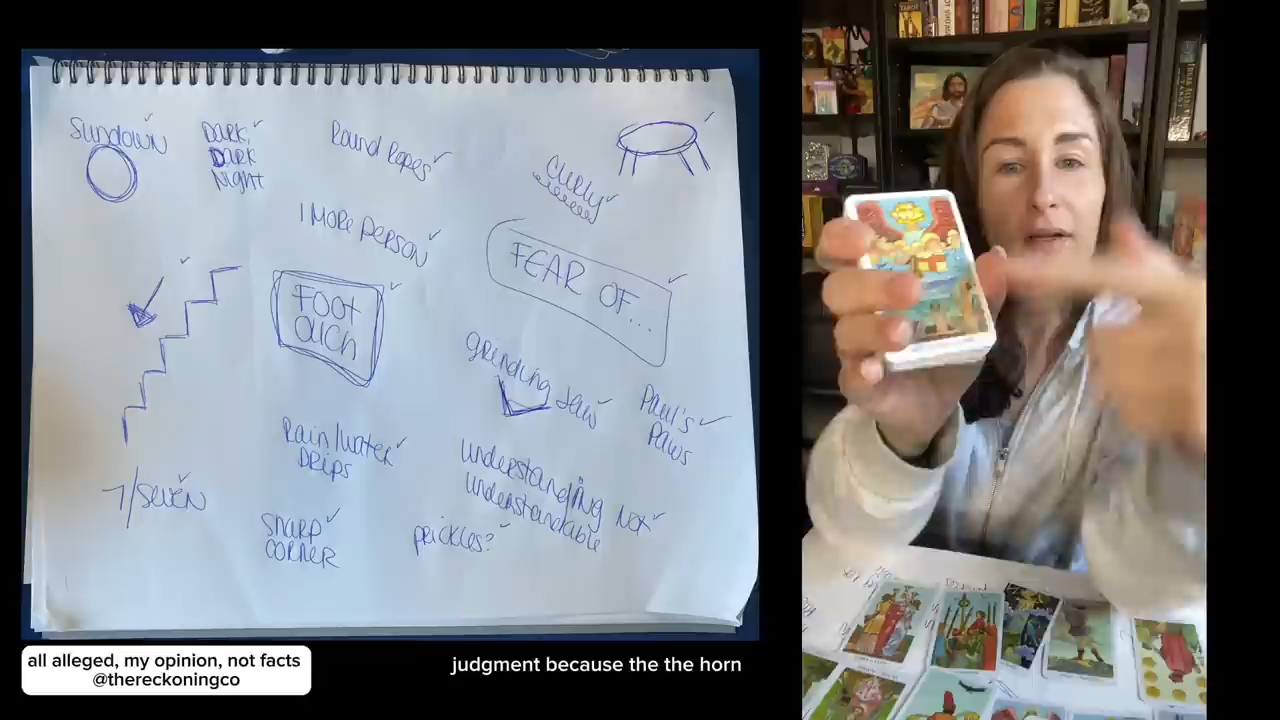 Sundown
DARK,
DARK
Night
Round Ropes
Curly
1 MORE PERSON
FEAR OF...
FOOT
OUCH
grinding Jaw
Paul's
Paws
Rain/water
DRIPS
understanding Nox
understandable
7/SEVEN
SHARP
CORNER
prickles?
all alleged, my opinion, not facts
@thereckoningco
judgment because the the horn